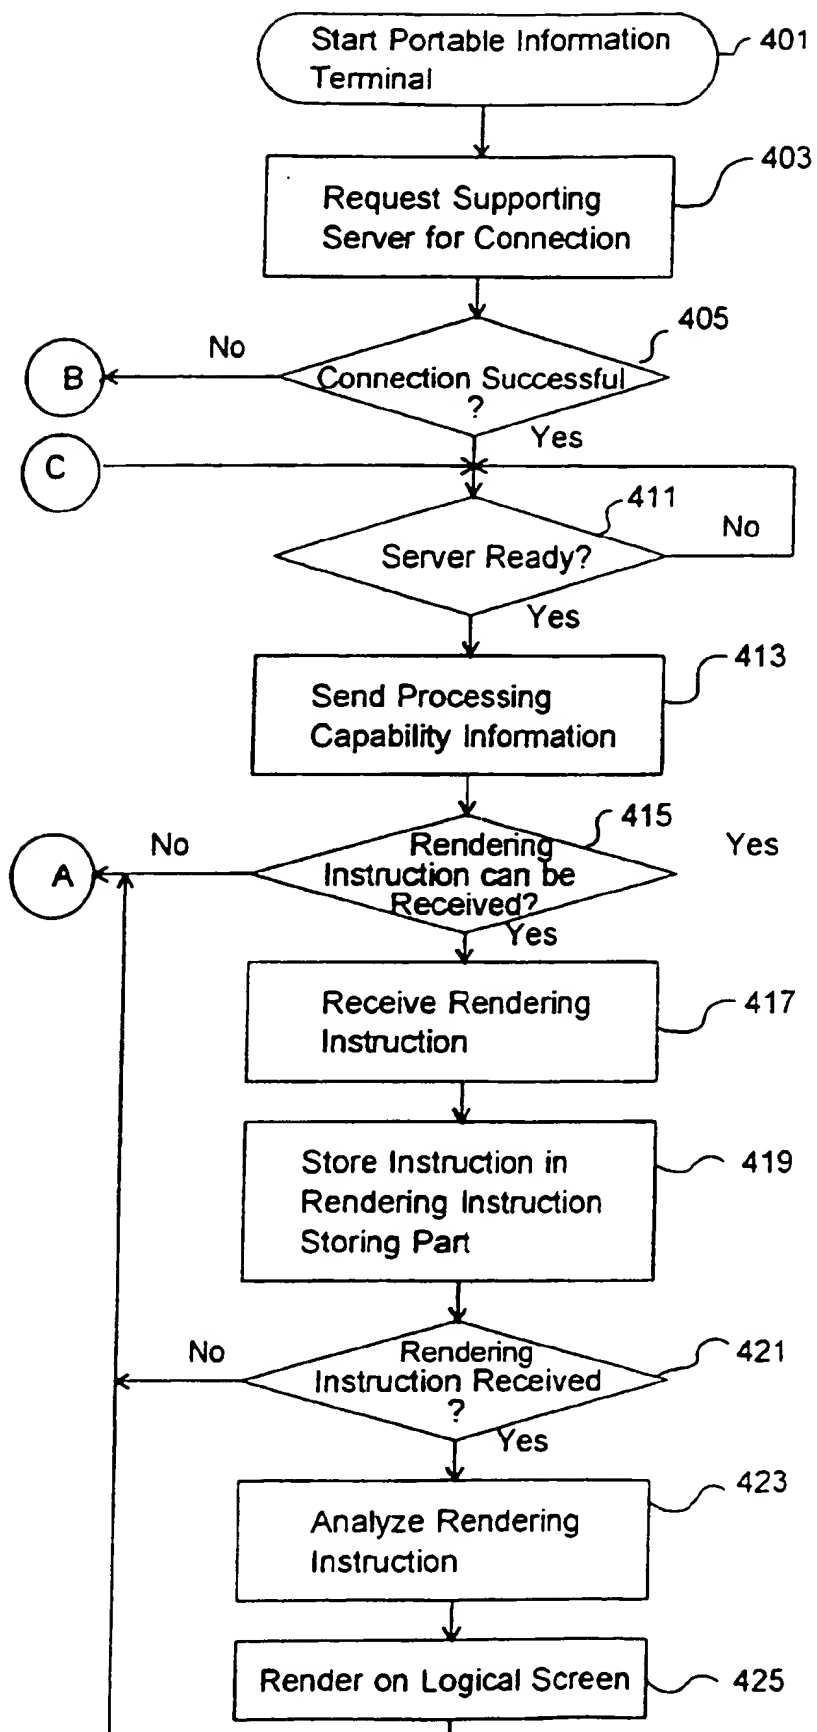 Start Portable Information
Terminal
401
403
Request Supporting
Server for Connection
405
No
B
Connection Successful
?
Yes
C
411
No
Server Ready?
Yes
413
Send Processing
Capability Information
415
No
Yes
A
Rendering
Instruction can be
Received?
Yes
417
Receive Rendering
Instruction
419
Store Instruction in
Rendering Instruction
Storing Part
421
No
Rendering
Instruction Received
?
Yes
423
Analyze Rendering
Instruction
Render on Logical Screen
425